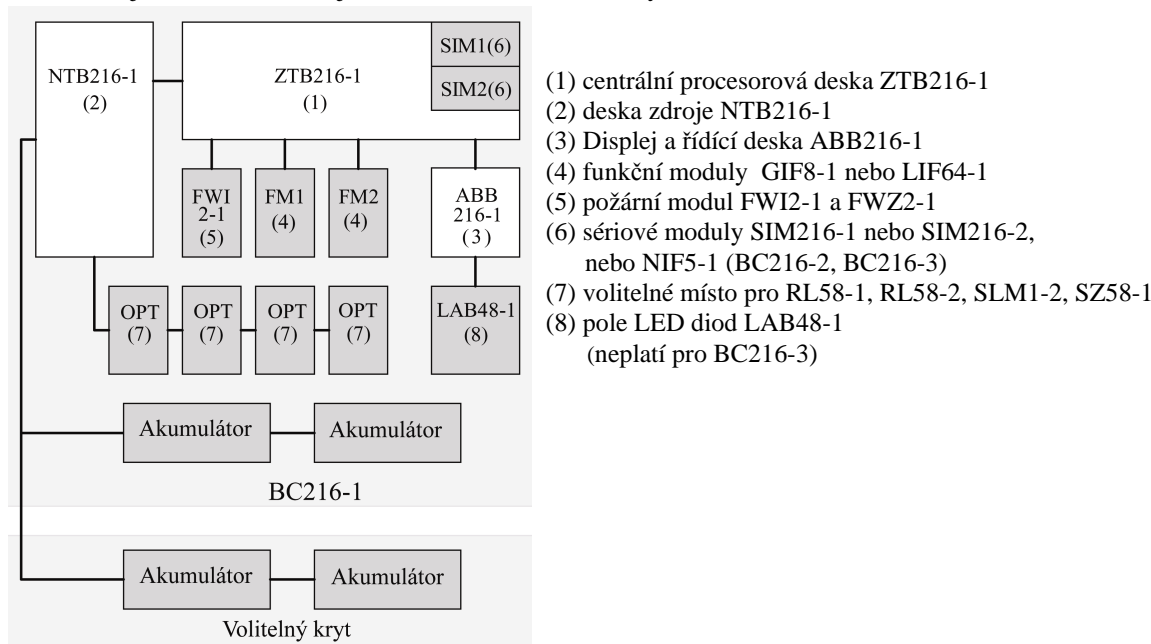 SIM1(6)
NTB216-1
(2)
ZTB216-1
(1)
SIM2(6)
FWI
2-1
(5)
FM1
(4)
FM2
(4)
ABB
216-1
(3)
OPT
(7)
OPT
(7)
OPT
(7)
OPT
(7)
LAB48-1
(8)
Akumulátor
Akumulátor
BC216-1
Akumulátor
Akumulátor
Volitelný kryt
(1) centrální procesorová deska ZTB216-1
(2) deska zdroje NTB216-1
(3) Displej a řídící deska ABB216-1
(4) funkční moduly GIF8-1 nebo LIF64-1
(5) požární modul FWI2-1 a FWZ2-1
(6) sériové moduly SIM216-1 nebo SIM216-2,
nebo NIF5-1 (BC216-2, BC216-3)
(7) volitelné místo pro RL58-1, RL58-2, SLM1-2, SZ58-1
(8) pole LED diod LAB48-1
(neplatí pro BC216-3)